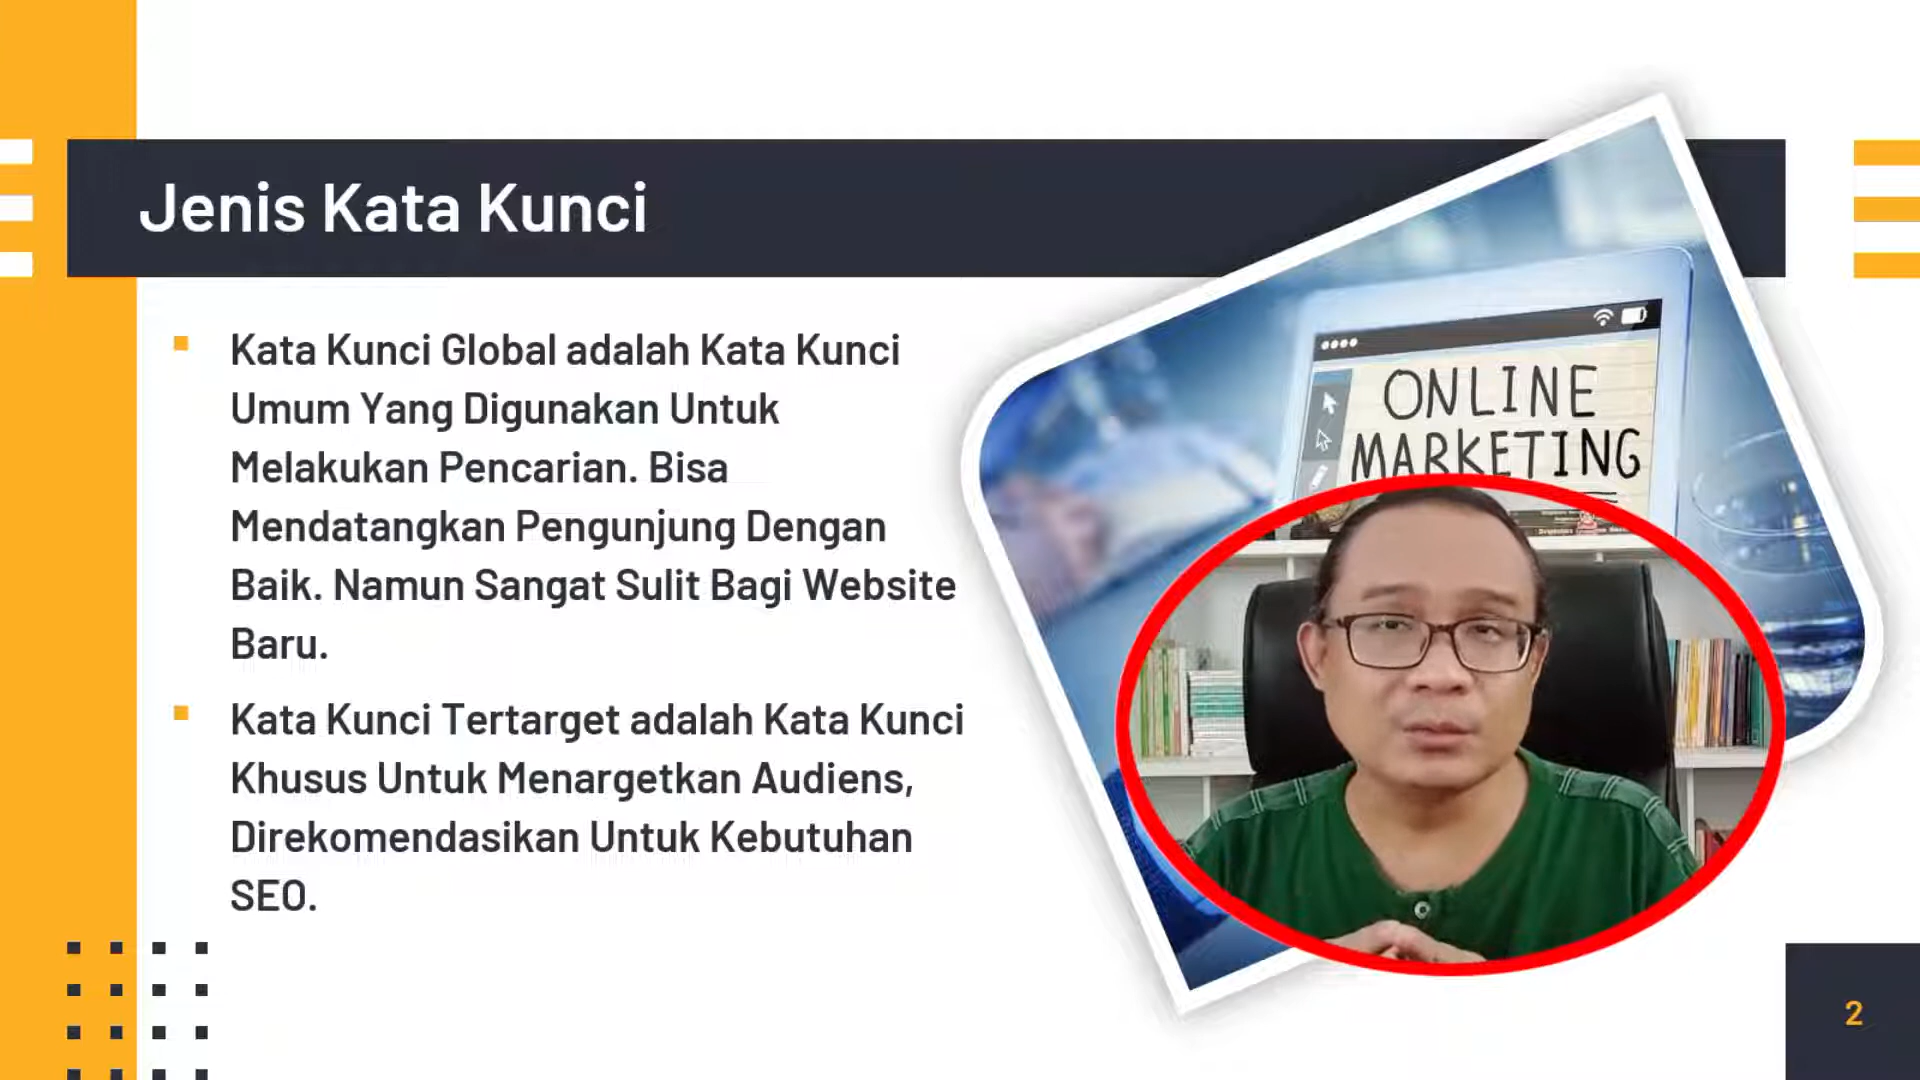 Jenis Kata Kunci
Kata Kunci Global adalah Kata Kunci
Umum Yang Digunakan Untuk
Melakukan Pencarian. Bisa
Mendatangkan Pengunjung Dengan
Baik. Namun Sangat Sulit Bagi Website
Baru.
Kata Kunci Tertarget adalah Kata Kunci
Khusus Untuk Menargetkan Audiens,
Direkomendasikan Untuk Kebutuhan
SEO.
ONLINE
MARKETING
2